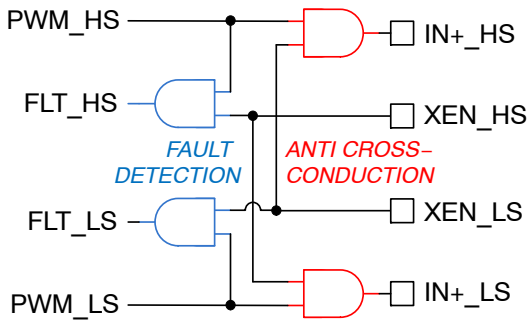 PWM_HS
IN+_HS
FLT_HS
XEN_HS
FAULT
DETECTION
ANTI CROSS–
CONDUCTION
FLT_LS
XEN_LS
PWM_LS
IN+_LS